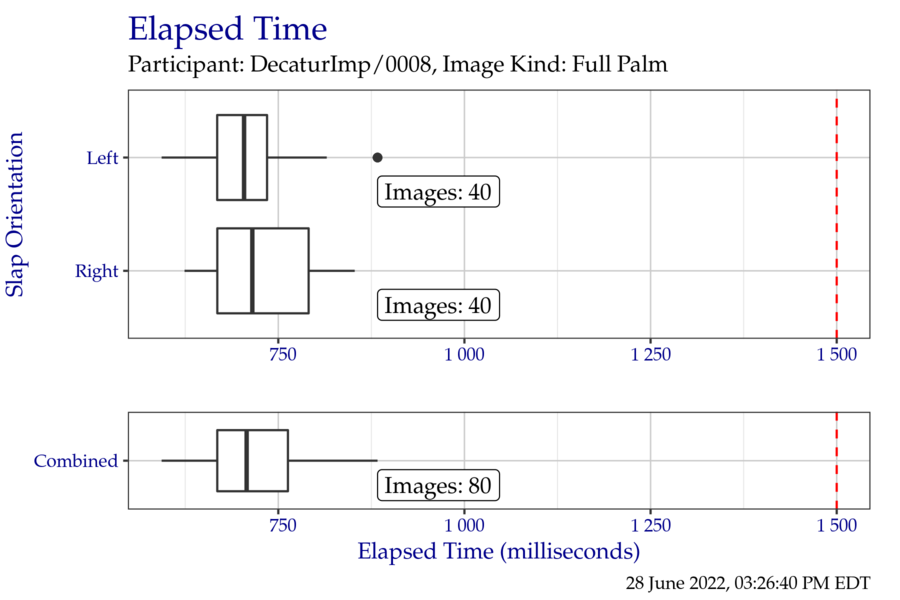 Elapsed Time
Participant: DecaturImp/0008, Image Kind: Full Palm
Slap Orientation
Left
Images: 40
Right
Images: 40
750 1 000 1 250 1 500
Combined
Images: 80
750 1 000 1 250 1 500
Elapsed Time (milliseconds)
28 June 2022, 03:26:40 PM EDT